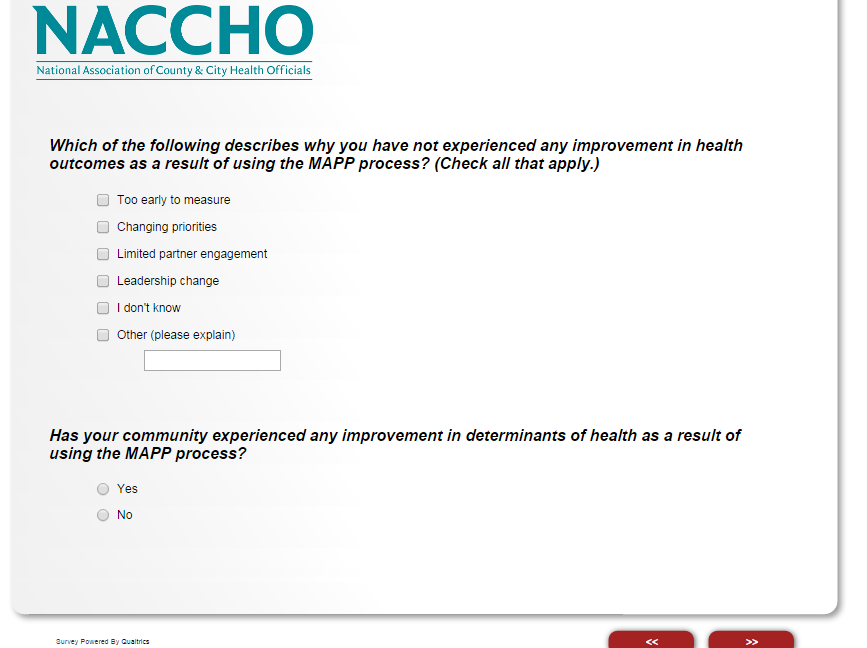 NACCHO
National Association of County & City Health Officials
Which of the following describes why you have not experienced any improvement in health
outcomes as a result of using the MAPP process? (Check all that apply.)
Too early to measure
Changing priorities
Limited partner engagement
Leadership change
I don't know
Other (please explain)
Has your community experienced any improvement in determinants of health as a result of
using the MAPP process?
Yes
No
Survey Powered By Qualtrics
<<
>>